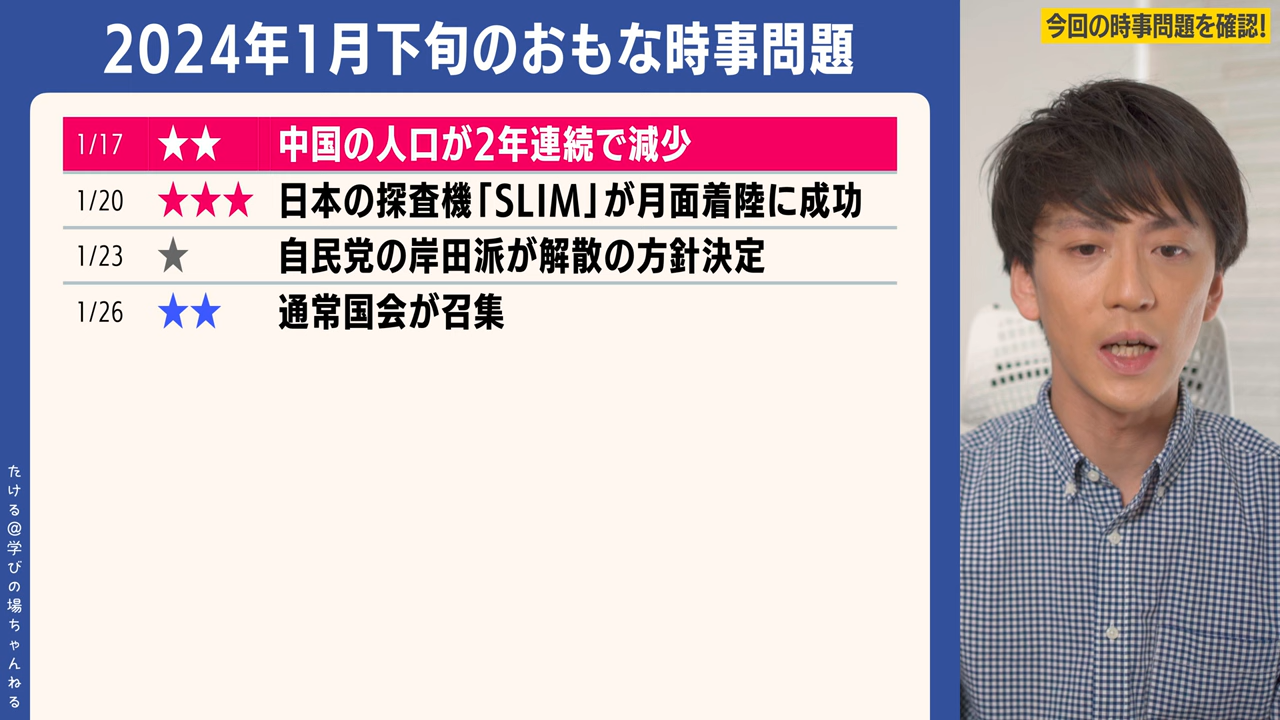 2024年1月下旬のおもな時事問題
今回の時事問題を確認!
1/17 ★★ 中国の人口が2年連続で減少
1/20 ★★★ 日本の探査機「SLIM」が月面着陸に成功
1/23 ★ 自民党の岸田派が解散の方針決定
1/26 ★★ 通常国会が召集
たける@学びの場ちゃんねる